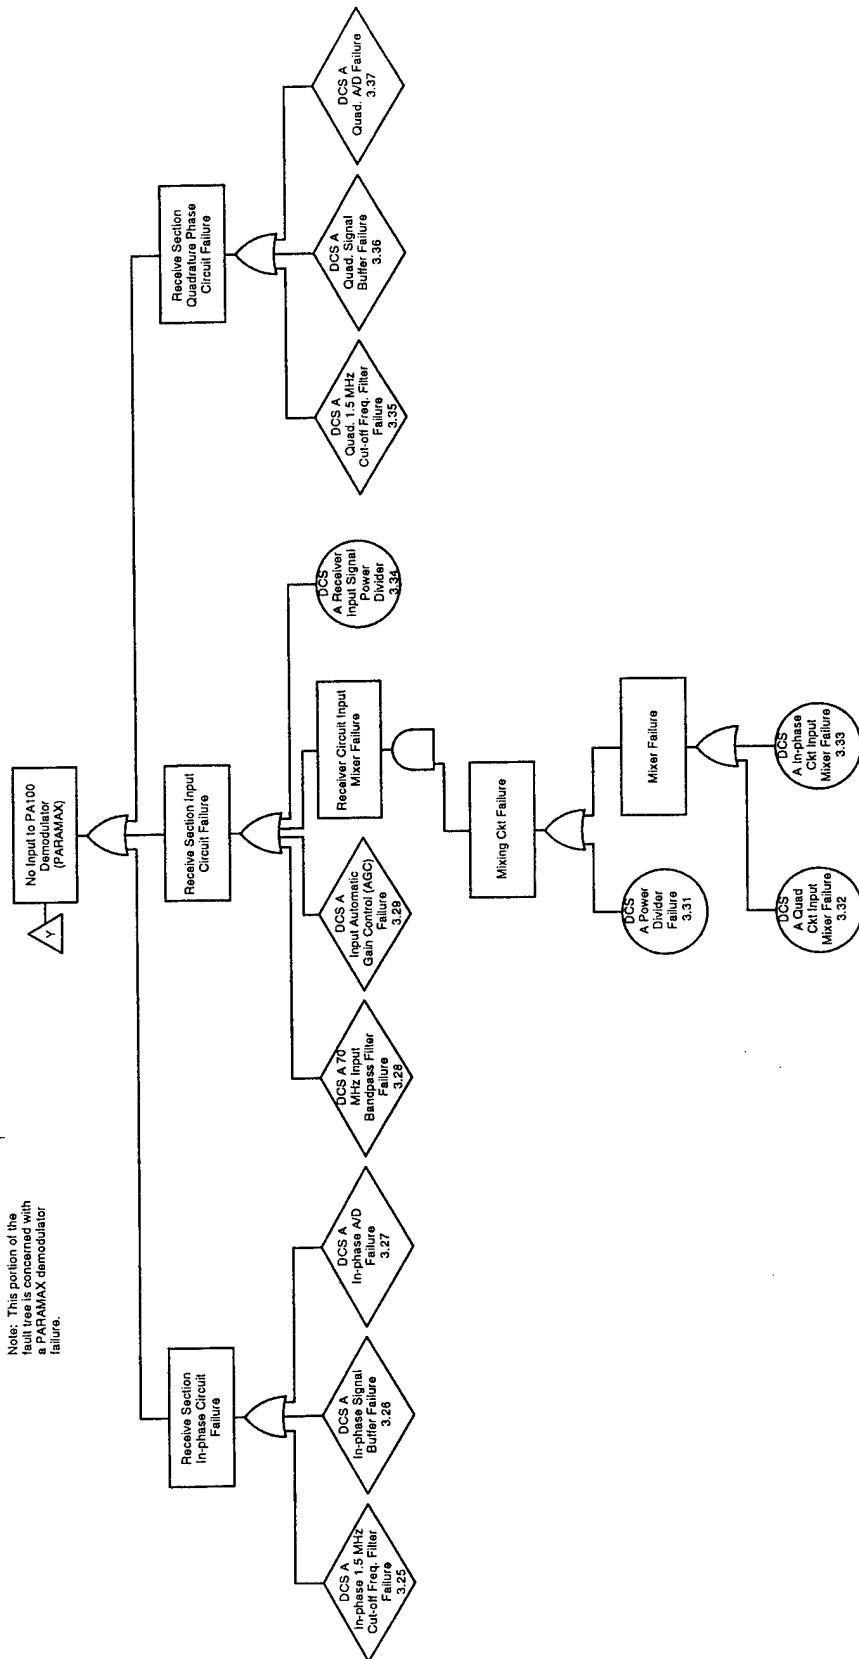 Note: This portion of the
fault tree is concerned with
a PARAMAX demodulator
failure.
No Input to PA100
Demodulator
(PARAMAX)
Y
Receive Section
In-phase Circuit
Failure
Receive Section Input
Circuit Failure
Receive Section
Quadrature Phase
Circuit Failure
DCS A
In-phase 1.5 MHz
Cut-off Freq. Filter
Failure
3.25
DCS A
In-phase Signal
Buffer Failure
3.26
DCS A
In-phase A/D
Failure
3.27
DCS A 70
MHz Input
Bandpass Filter
Failure
3.28
DCS A
Input Automatic
Gain Control (AGC)
Failure
3.29
Receiver Circuit Input
Mixer Failure
DCS
A Receiver
Input Signal
Power
Divider
3.34
DCS A
Quad. 1.5 MHz
Cut-off Freq. Filter
Failure
3.35
DCS A
Quad. Signal
Buffer Failure
3.36
DCS A
Quad. A/D Failure
3.37
Mixing Ckt Failure
DCS
A Power
Divider
Failure
3.31
Mixer Failure
DCS
A Quad
Ckt Input
Mixer Failure
3.32
DCS
A In-phase
Ckt Input
Mixer Failure
3.33